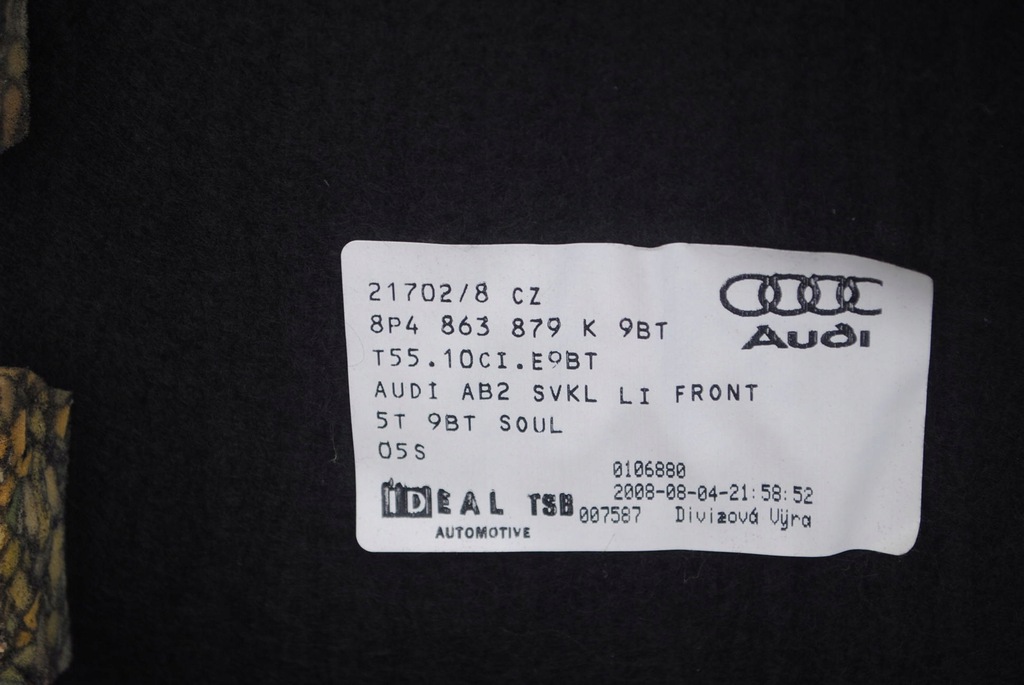 21702/8 CZ
8P4 863 879 K 9BT
T55.10CI.E9BT
AUDI AB2 SVKL LI FRONT
5T 9BT SOUL
05S
Audi
0106880
2008-08-04-21:58:52
007587 Divizová Výra
IDEAL TSB
AUTOMOTIVE